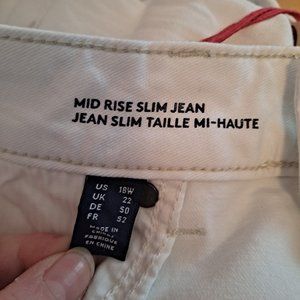 MID RISE SLIM JEAN
JEAN SLIM TAILLE MI-HAUTE
US 18W
UK 22
DE 50
FR 52
MADE IN CHINA
FABRIQUÉ
EN CHINE